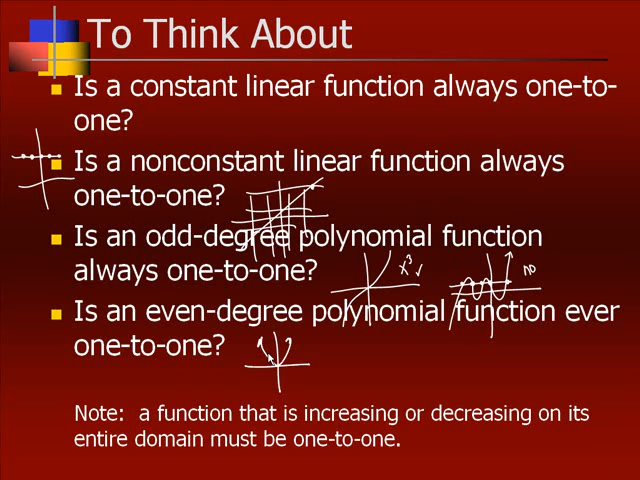 To Think About
Is a constant linear function always one-to-
one?
Is a nonconstant linear function always
one-to-one?
Is an odd-degree polynomial function
always one-to-one?
x³ ✓
no
Is an even-degree polynomial function ever
one-to-one?
Note: a function that is increasing or decreasing on its
entire domain must be one-to-one.